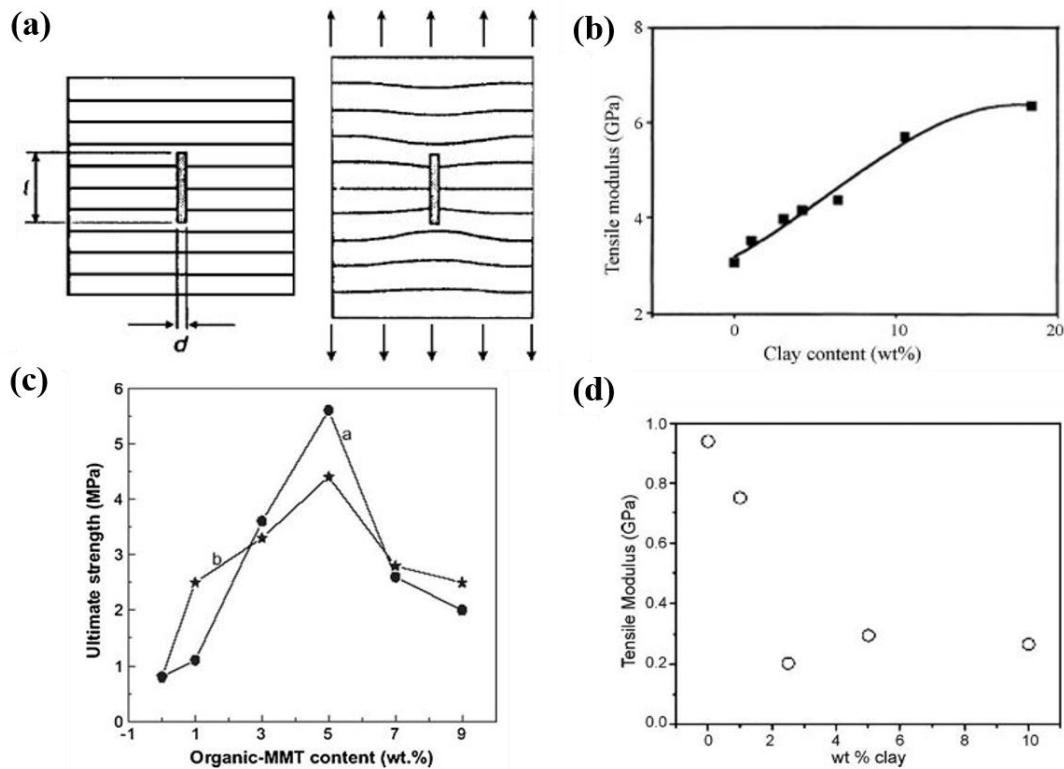 (a)
l
d
(b)
Tensile modulus (GPa)
8
6
4
2
0
10
20
Clay content (wt%)
(c)
Ultimate strength (MPa)
6
5
4
3
2
1
0
a
b
-1
1
3
5
7
9
Organic-MMT content (wt.%)
(d)
Tensile Modulus (GPa)
1.0
0.8
0.6
0.4
0.2
0.0
0
2
4
6
8
10
wt % clay